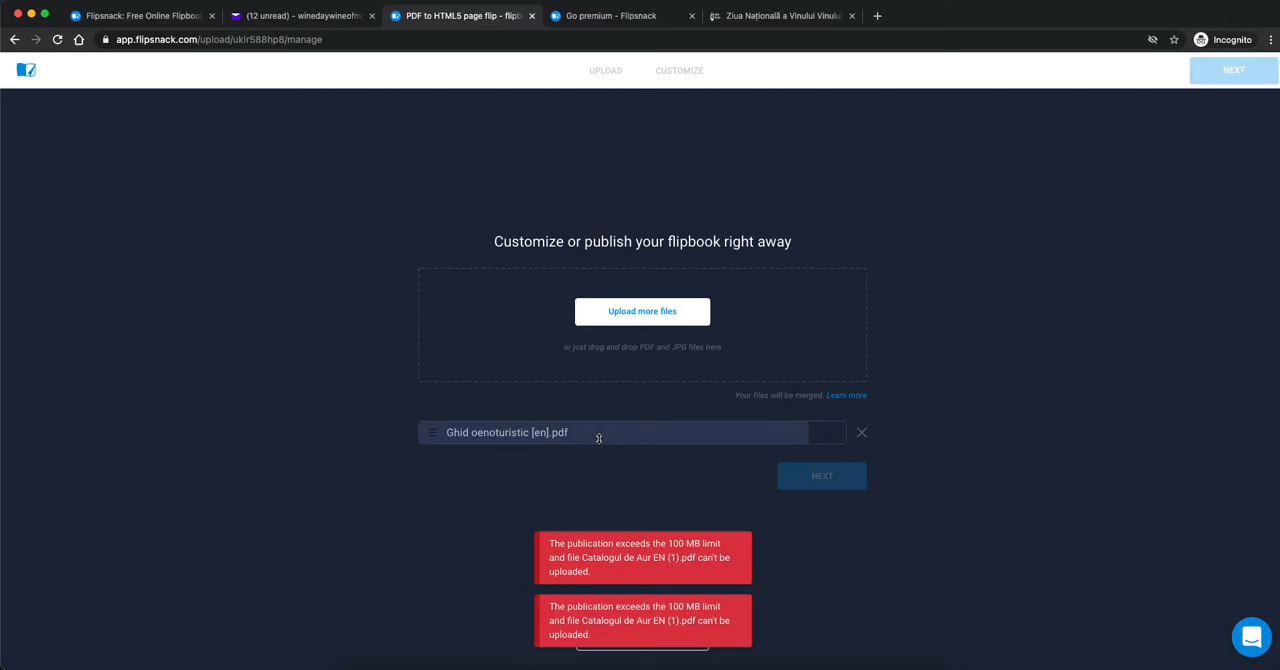 Flipsnack: Free Online Flipboo
(12 unread) - winedaywineofm
PDF to HTML5 page flip - flipb
Go premium - Flipsnack
Ziua Națională a Vinului Vinulu
app.flipsnack.com/upload/uklr588hp8/manage
Incognito
UPLOAD
CUSTOMIZE
NEXT
Customize or publish your flipbook right away
Upload more files
or just drag and drop PDF and JPG files here
Your files will be merged. Learn more
Ghid oenoturistic [en].pdf
NEXT
The publication exceeds the 100 MB limit
and file Catalogul de Aur EN (1).pdf can't be
uploaded.
The publication exceeds the 100 MB limit
and file Catalogul de Aur EN (1).pdf can't be
uploaded.